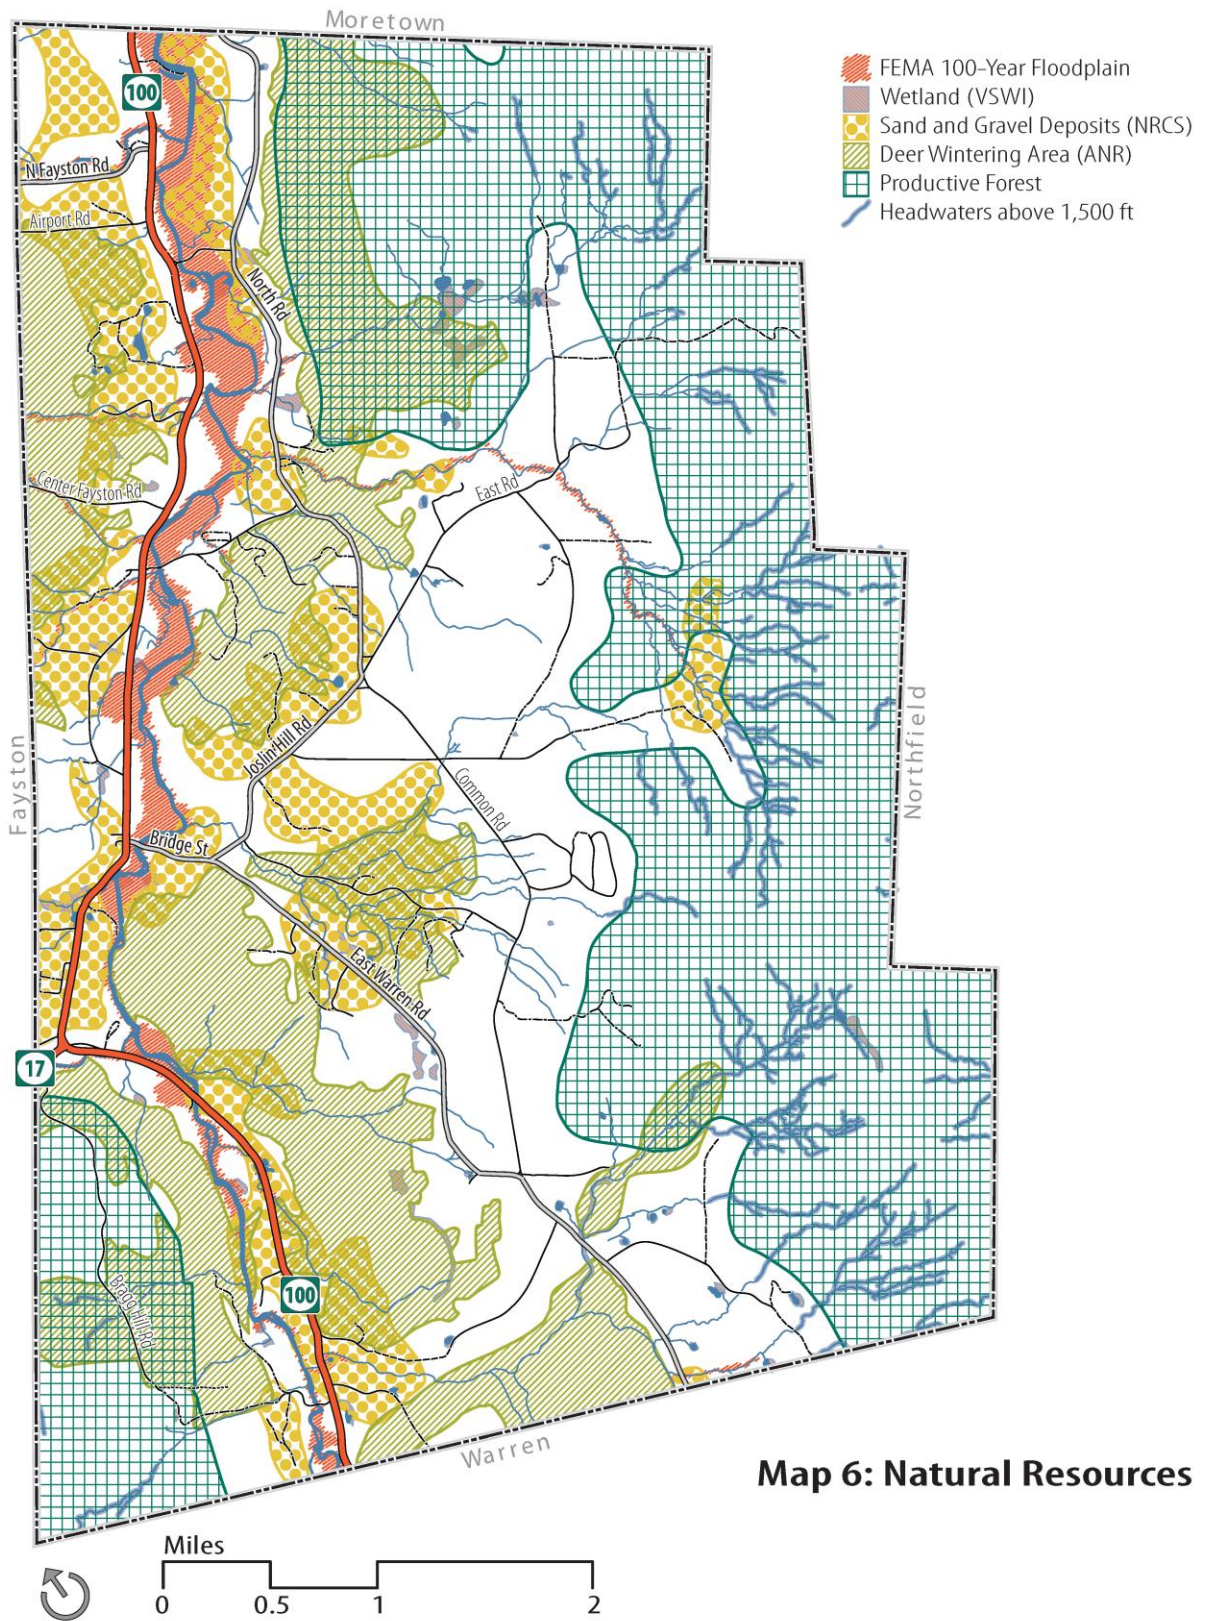 Moretown
FEMA 100-Year Floodplain
Wetland (VSWI)
Sand and Gravel Deposits (NRCS)
Deer Wintering Area (ANR)
Productive Forest
Headwaters above 1,500 ft
100
N Fayston Rd
Airport Rd
North Rd
Center Fayston Rd
East Rd
Northfield
Fayston
Joslin Hill Rd
Common Rd
Bridge St
East Warren Rd
17
100
Bragg Hill Rd
Warren
Map 6: Natural Resources
Miles
0 0.5 1 2